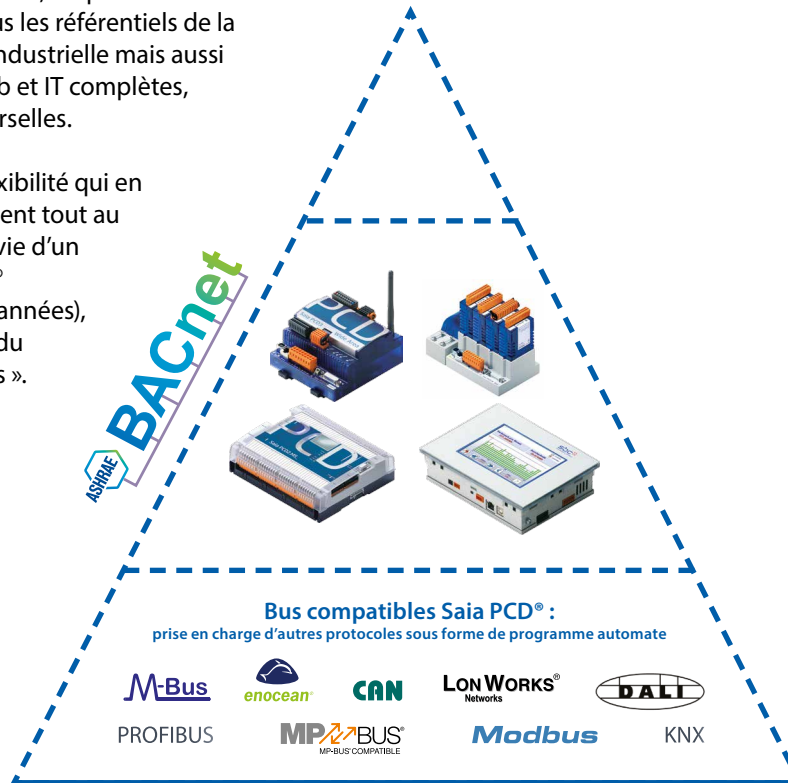 us les référentiels de la
ndustrielle mais aussi
b et IT complètes,
rselles.
xibilité qui en
ent tout au
vie d’un
années),
du
s ».
ASHRAE BACnet
PCD
PCD
Saia PCD
Bus compatibles Saia PCD® :
prise en charge d’autres protocoles sous forme de programme automate
M-Bus
enocean®
CAN
LONWORKS®
Networks
DALI
PROFIBUS
MP BUS®
MP-BUS® COMPATIBLE
Modbus
KNX